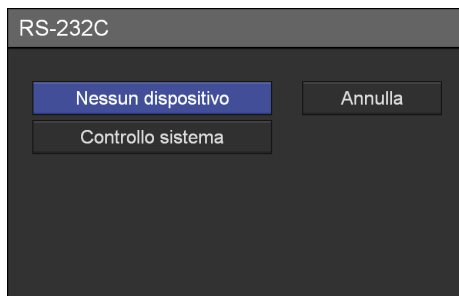 RS-232C
Nessun dispositivo
Annulla
Controllo sistema